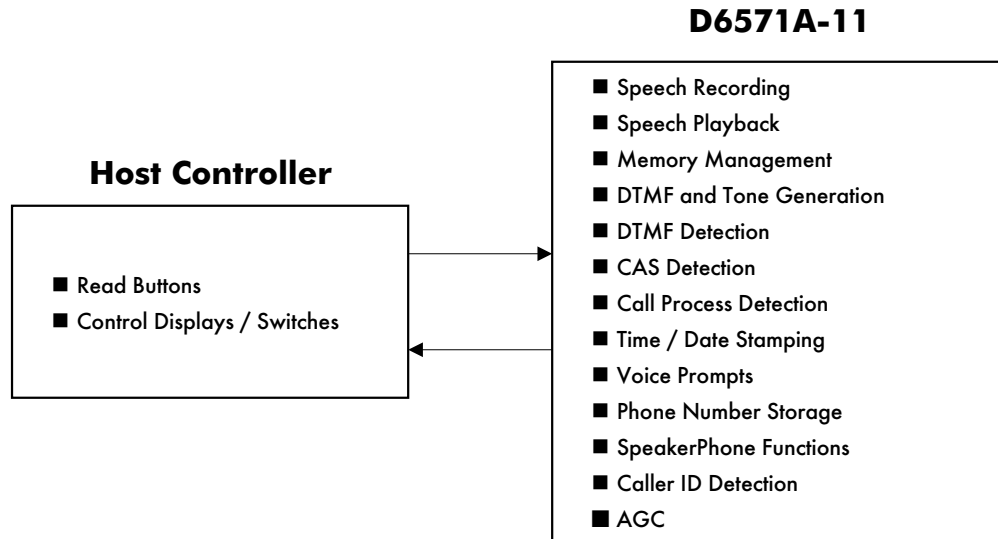 D6571A-11
Host Controller
■ Read Buttons
■ Control Displays / Switches
■ Speech Recording
■ Speech Playback
■ Memory Management
■ DTMF and Tone Generation
■ DTMF Detection
■ CAS Detection
■ Call Process Detection
■ Time / Date Stamping
■ Voice Prompts
■ Phone Number Storage
■ SpeakerPhone Functions
■ Caller ID Detection
■ AGC